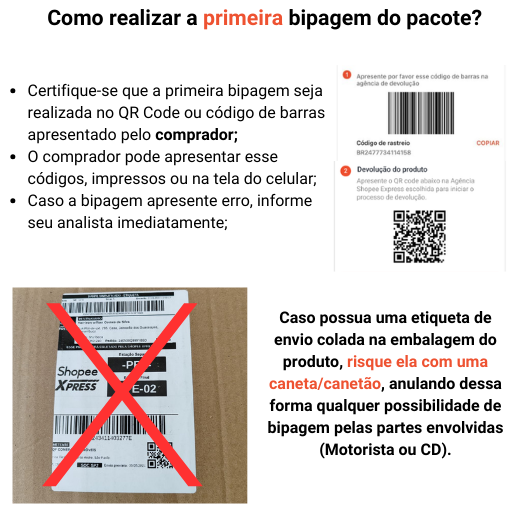 Como realizar a primeira bipagem do pacote?
Certifique-se que a primeira bipagem seja
realizada no QR Code ou código de barras
apresentado pelo comprador;
O comprador pode apresentar esse
códigos, impressos ou na tela do celular;
Caso a bipagem apresente erro, informe
seu analista imediatamente;
1 Apresente por favor esse código de barras na
agência de devolução
Código de rastreio COPIAR
BR2477734114158
2 Devolução do produto
Apresente o QR code abaixo na Agência
Shopee Express escolhida para iniciar o
processo de devolução.
Shopee
XPRESS
E-02
Caso possua uma etiqueta de
envio colada na embalagem do
produto, risque ela com uma
caneta/canetão, anulando dessa
forma qualquer possibilidade de
bipagem pelas partes envolvidas
(Motorista ou CD).